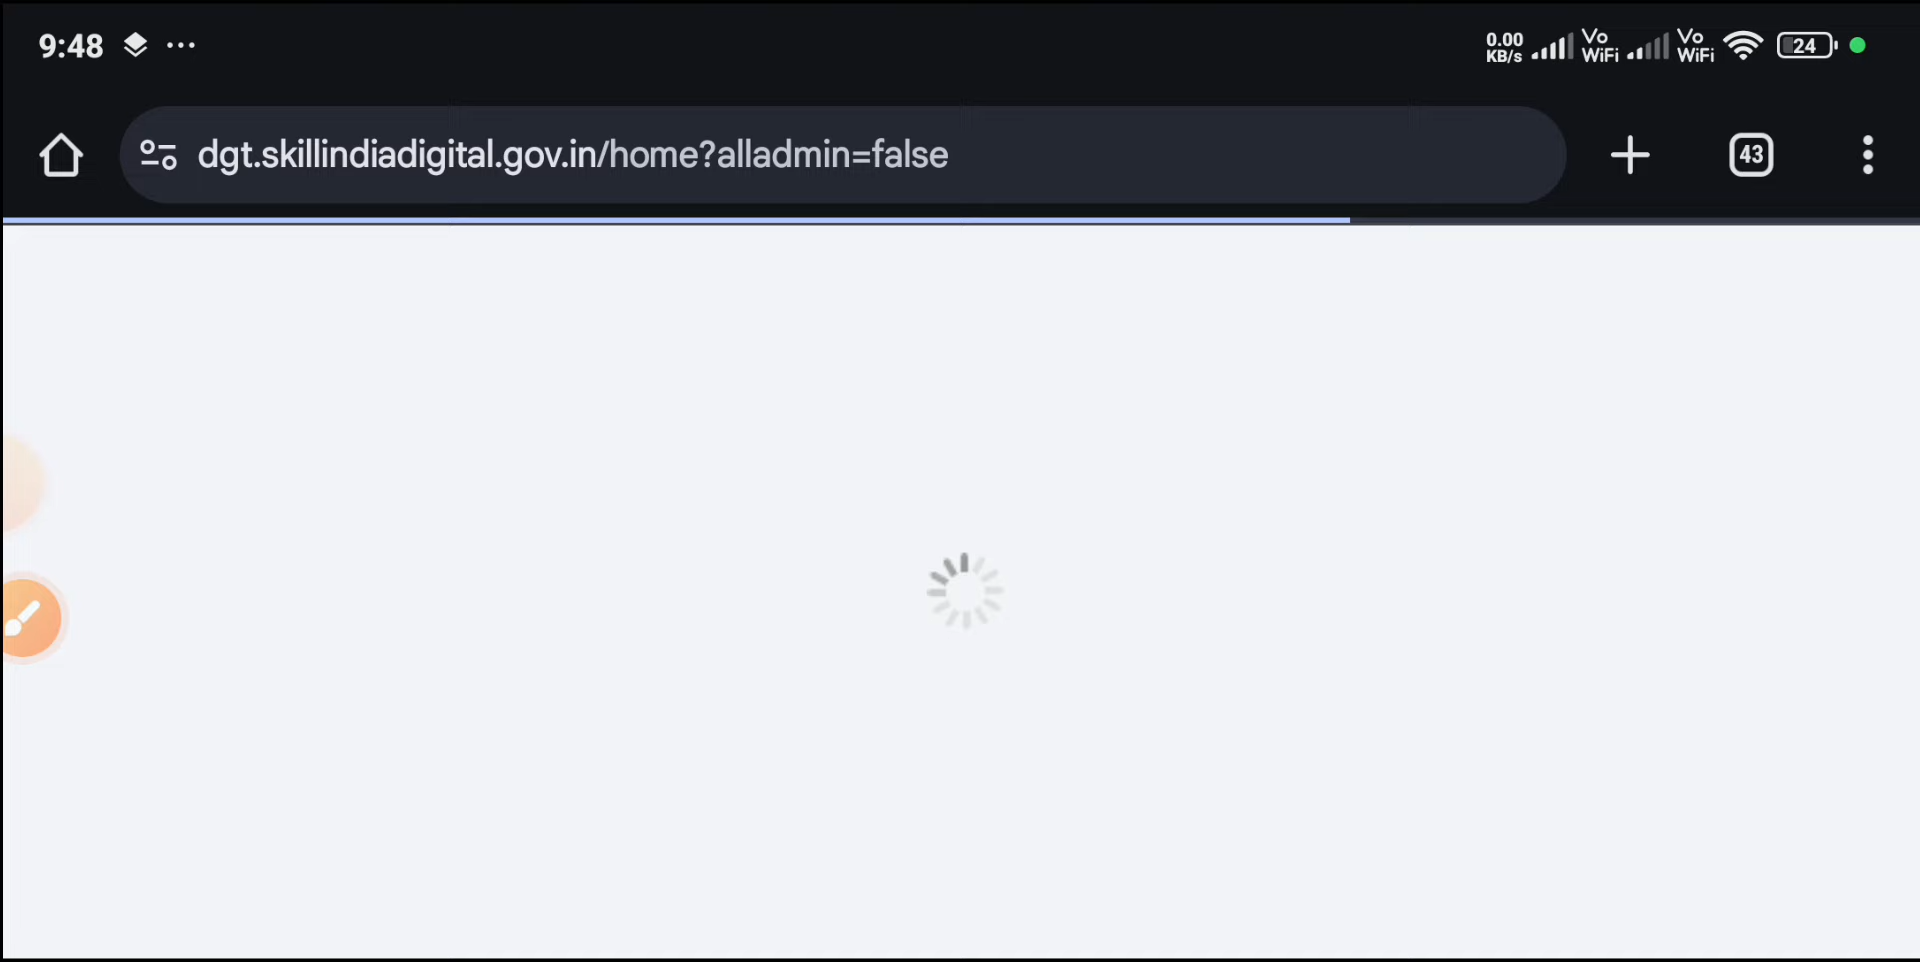 9:48
0.00 KB/s Vo WiFi Vo WiFi 24
dgt.skillindiadigital.gov.in/home?alladmin=false 43